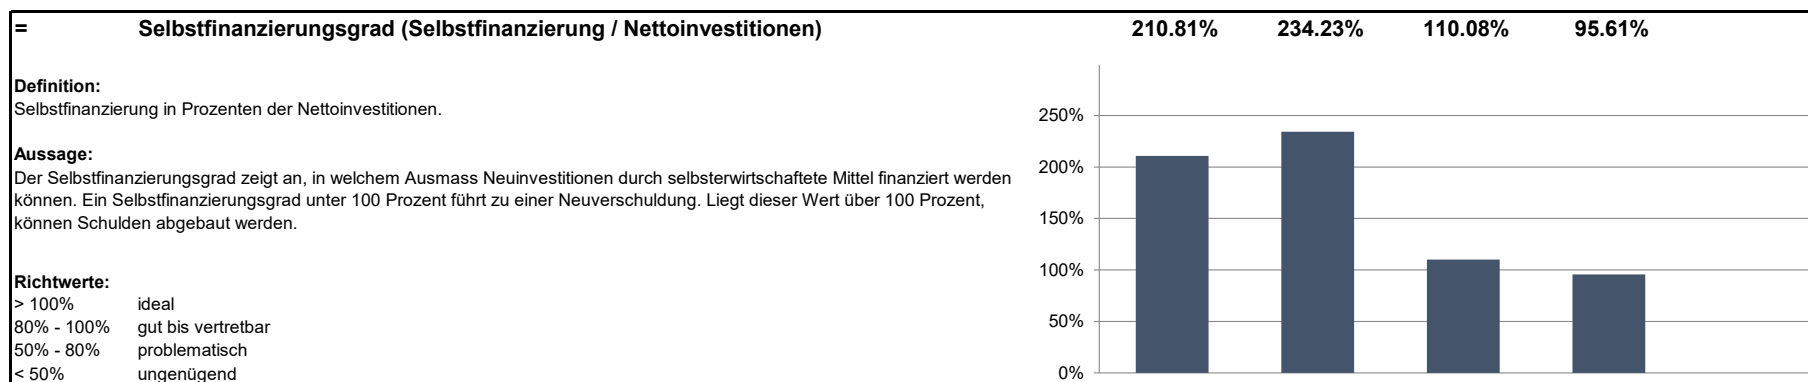 = Selbstfinanzierungsgrad (Selbstfinanzierung / Nettoinvestitionen) 210.81% 234.23% 110.08% 95.61%
Definition:
Selbstfinanzierung in Prozenten der Nettoinvestitionen.
Aussage:
Der Selbstfinanzierungsgrad zeigt an, in welchem Ausmass Neuinvestitionen durch selbsterwirtschaftete Mittel finanziert werden
können. Ein Selbstfinanzierungsgrad unter 100 Prozent führt zu einer Neuverschuldung. Liegt dieser Wert über 100 Prozent,
können Schulden abgebaut werden.
Richtwerte:
> 100% ideal
80% - 100% gut bis vertretbar
50% - 80% problematisch
< 50% ungenügend
250%
200%
150%
100%
50%
0%